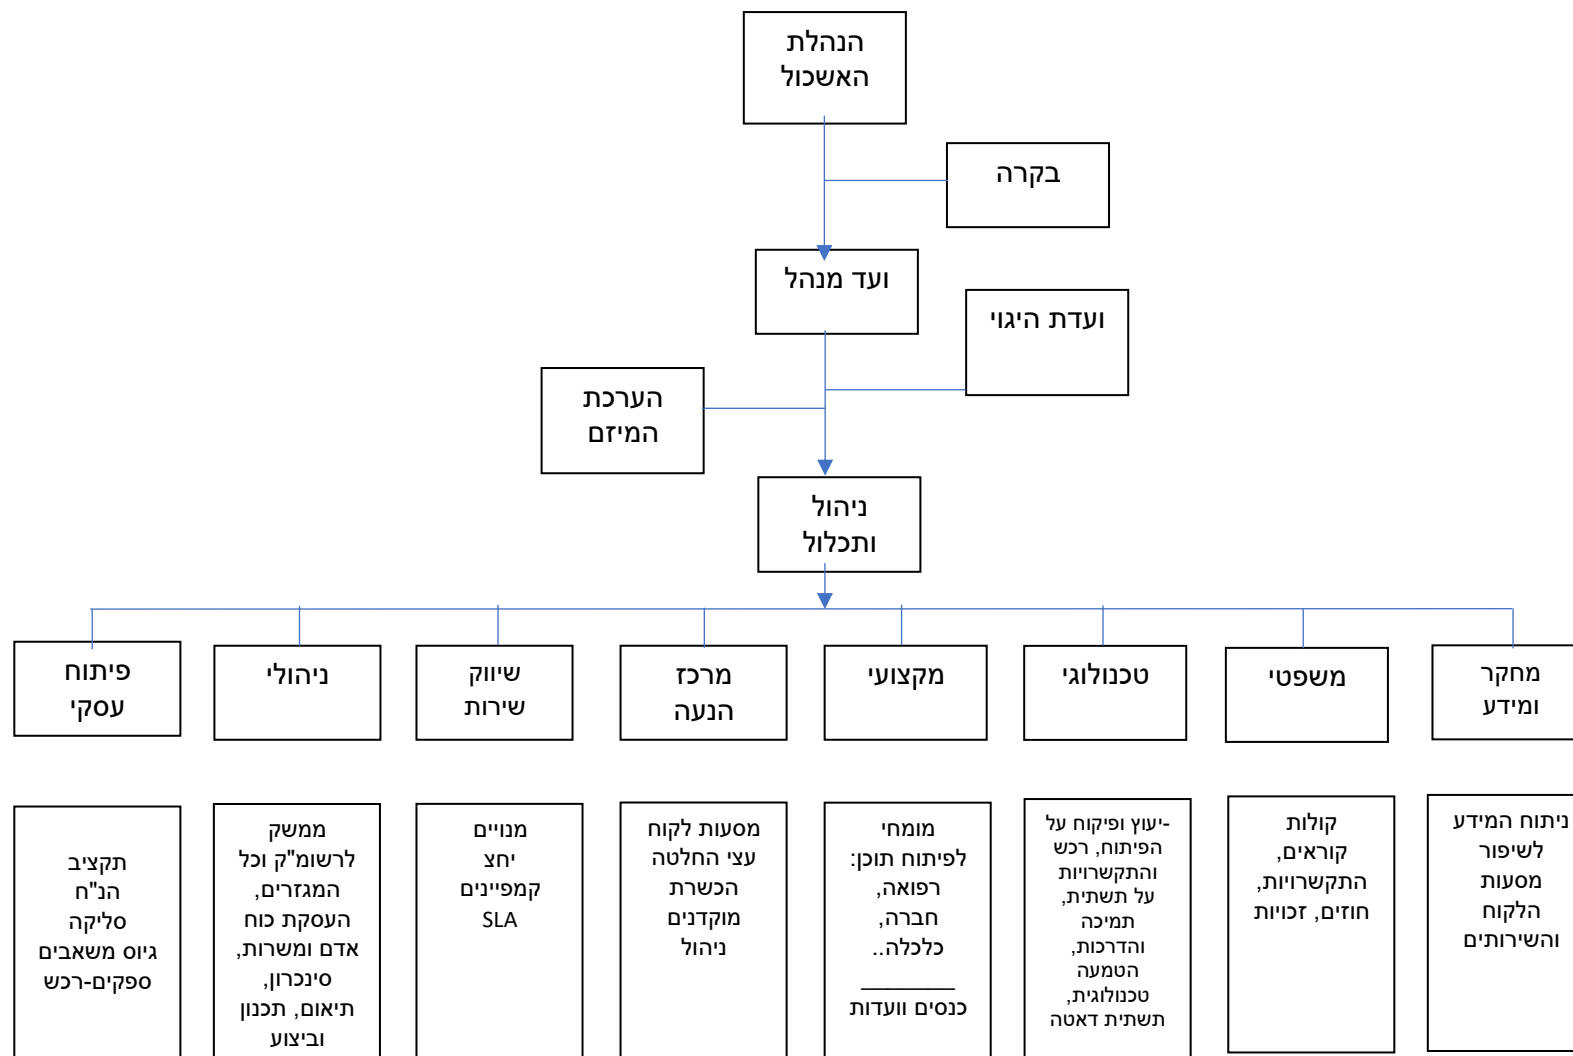 הנהלת
האשכול
בקרה
ועד מנהל
ועדת היגוי
הערכת
המיזם
ניהול
ותכלול
מחקר
ומידע
משפטי
טכנולוגי
מקצועי
מרכז
הנעה
שיווק
שירות
ניהולי
פיתוח
עסקי
ניתוח המידע
לשיפור
מסעות
הלקוח
והשירותים
קולות
קוראים,
התקשרויות,
חוזים, זכויות
-יעוץ ופיקוח על
הפיתוח, רכש
והתקשרויות
על תשתית,
תמיכה
והדרכות,
הטמעה
טכנולוגית,
תשתית דאטה
מומחי
לפיתוח תוכן:
רפואה,
חברה,
כלכלה..
_______
כנסים וועדות
מסעות לקוח
עצי החלטה
הכשרת
מוקדנים
ניהול
מנויים
יחצ
קמפיינים
SLA
ממשק
לרשומ"ק וכל
המגזרים,
העסקת כוח
אדם ומשרות,
סינכרון,
תיאום, תכנון
וביצוע
תקציב
הנ"ח
סליקה
גיוס משאבים
ספקים-רכש